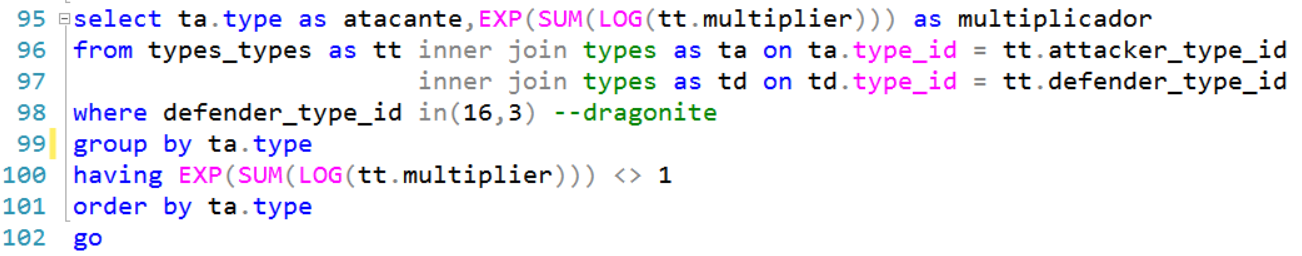 95 select ta.type as atacante,EXP(SUM(LOG(tt.multiplier))) as multiplicador
96 from types_types as tt inner join types as ta on ta.type_id = tt.attacker_type_id
97 inner join types as td on td.type_id = tt.defender_type_id
98 where defender_type_id in(16,3) --dragonite
99 group by ta.type
100 having EXP(SUM(LOG(tt.multiplier))) <> 1
101 order by ta.type
102 go